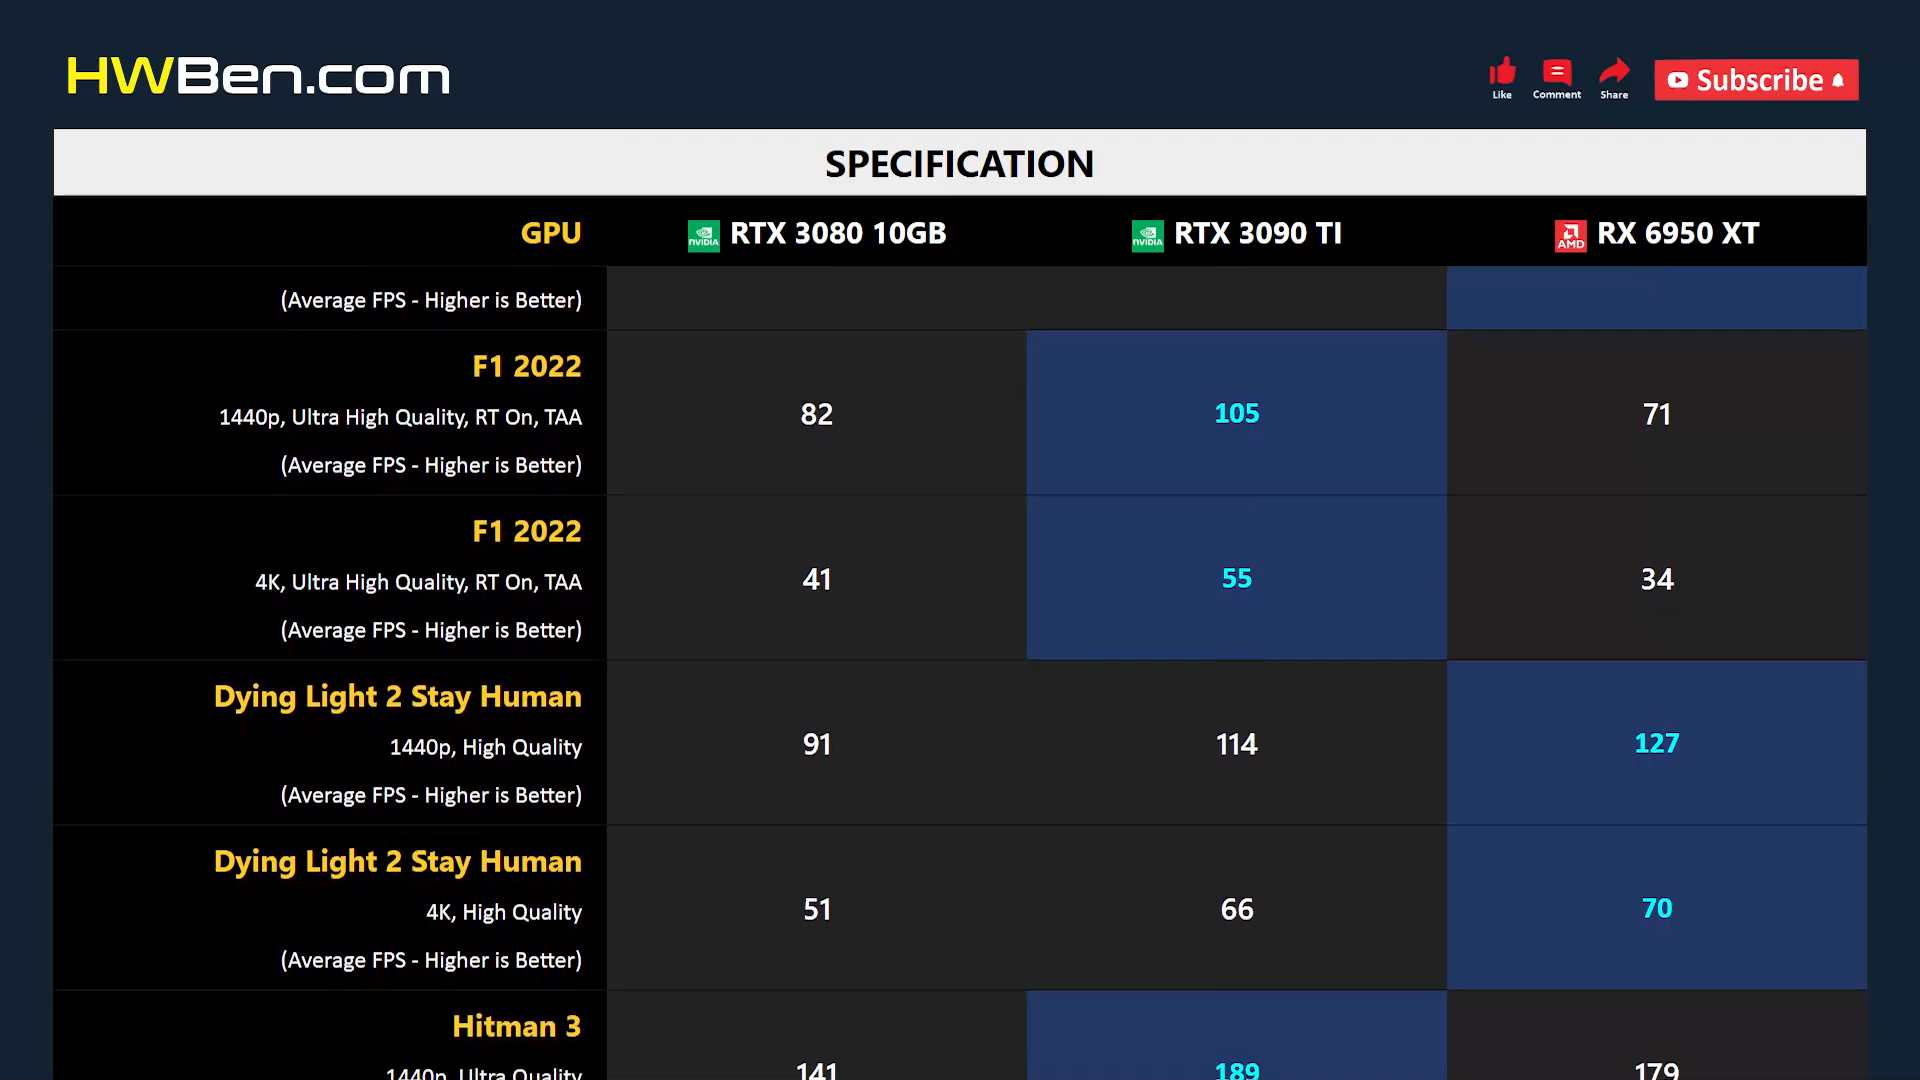 HWBen.com
Like
Comment
Share
Subscribe
SPECIFICATION
GPU
NVIDIA RTX 3080 10GB
NVIDIA RTX 3090 TI
AMD RX 6950 XT
(Average FPS - Higher is Better)
F1 2022
1440p, Ultra High Quality, RT On, TAA
(Average FPS - Higher is Better)
82
105
71
F1 2022
4K, Ultra High Quality, RT On, TAA
(Average FPS - Higher is Better)
41
55
34
Dying Light 2 Stay Human
1440p, High Quality
(Average FPS - Higher is Better)
91
114
127
Dying Light 2 Stay Human
4K, High Quality
(Average FPS - Higher is Better)
51
66
70
Hitman 3
1440p, Ultra Quality
141
189
179